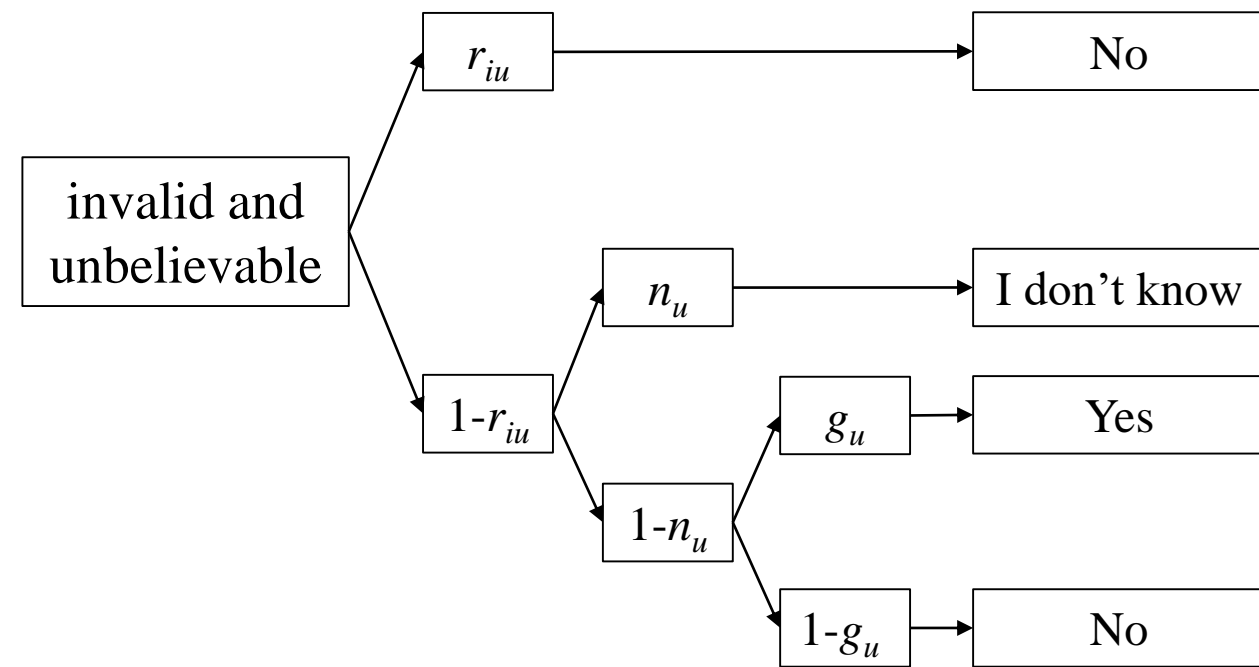 r_iu
No
invalid and
unbelievable
n_u
I don’t know
1-r_iu
g_u
Yes
1-n_u
1-g_u
No